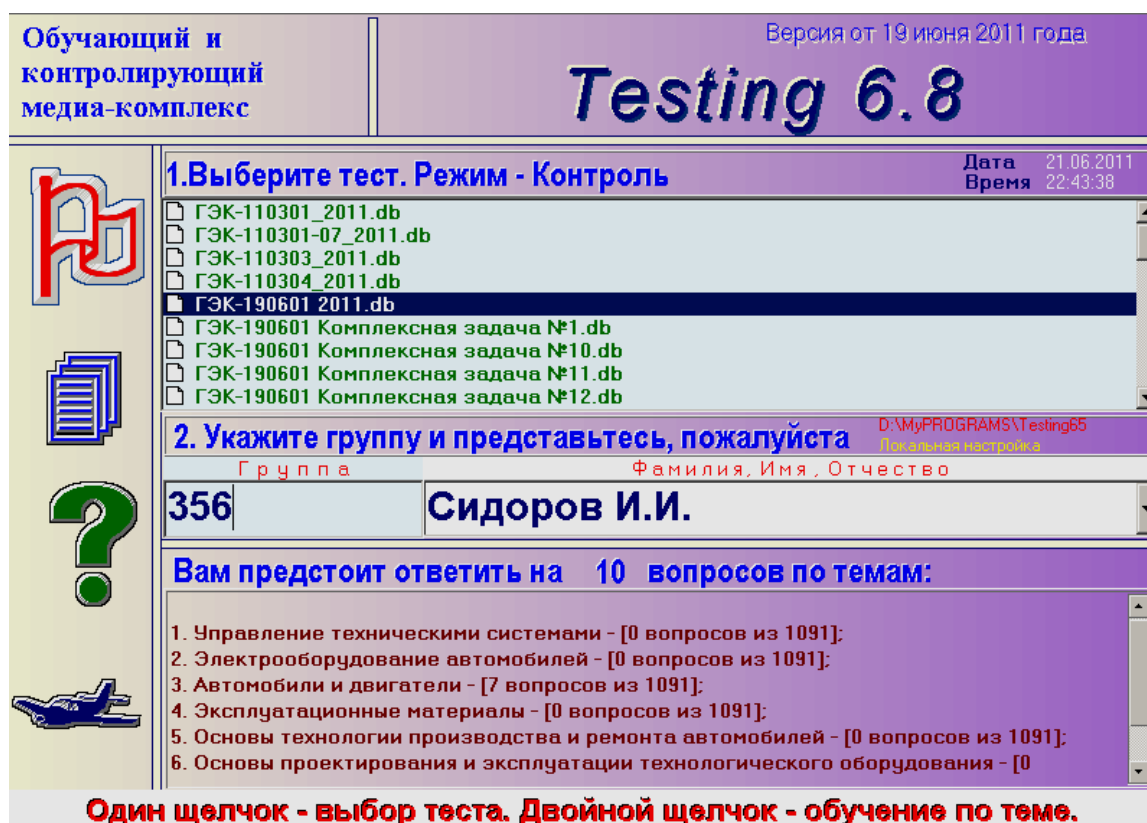 Обучающий и
контролирующий
медиа-комплекс
Версия от 19 июня 2011 года
Testing 6.8
1.Выберите тест. Режим - Контроль
Дата 21.06.2011
Время 22:43:38
ГЭК-110301_2011.db
ГЭК-110301-07_2011.db
ГЭК-110303_2011.db
ГЭК-110304_2011.db
ГЭК-190601 2011.db
ГЭК-190601 Комплексная задача №1.db
ГЭК-190601 Комплексная задача №10.db
ГЭК-190601 Комплексная задача №11.db
ГЭК-190601 Комплексная задача №12.db
2. Укажите группу и представьтесь, пожалуйста
D:\MyPROGRAMS\Testing65
Локальная настройка
Группа Фамилия, Имя, Отчество
356 Сидоров И.И.
Вам предстоит ответить на 10 вопросов по темам:
1. Управление техническими системами - [0 вопросов из 1091];
2. Электрооборудование автомобилей - [0 вопросов из 1091];
3. Автомобили и двигатели - [7 вопросов из 1091];
4. Эксплуатационные материалы - [0 вопросов из 1091];
5. Основы технологии производства и ремонта автомобилей - [0 вопросов из 1091];
6. Основы проектирования и эксплуатации технологического оборудования - [0
Один щелчок - выбор теста. Двойной щелчок - обучение по теме.